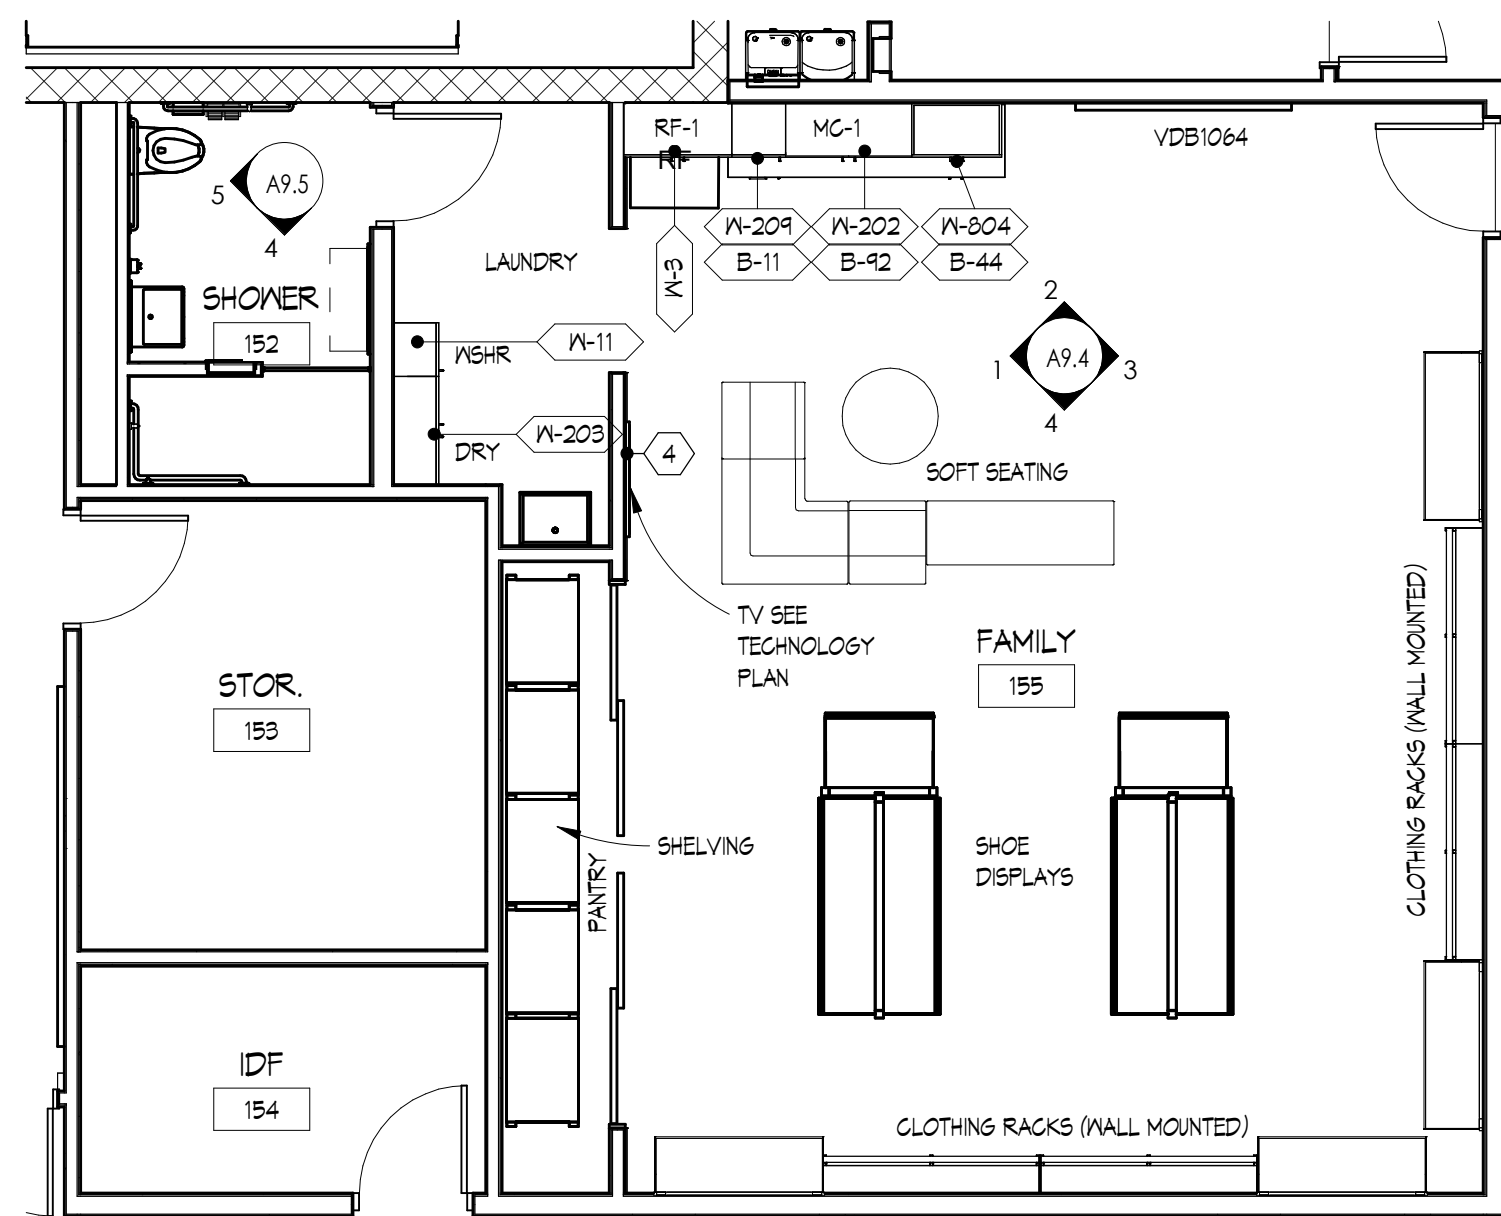 RF-1
MC-1
VDB1064
RF
A9.5
5
4
W-209
W-202
W-804
B-11
B-92
B-44
W-3
LAUNDRY
SHOWER
152
2
A9.4
1
3
4
WSHR
W-11
DRY
W-203
4
SOFT SEATING
TV SEE
TECHNOLOGY
PLAN
FAMILY
155
STOR.
153
CLOTHING RACKS (WALL MOUNTED)
SHELVING
PANTRY
SHOE
DISPLAYS
IDF
154
CLOTHING RACKS (WALL MOUNTED)